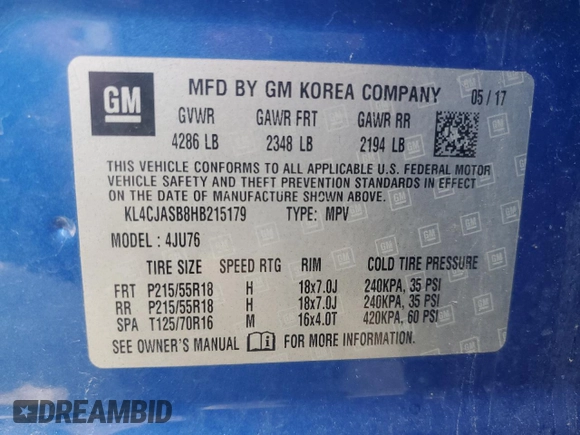 GM
MFD BY GM KOREA COMPANY 05 / 17
GVWR GAWR FRT GAWR RR
4286 LB 2348 LB 2194 LB
THIS VEHICLE CONFORMS TO ALL APPLICABLE U.S. FEDERAL MOTOR
VEHICLE SAFETY AND THEFT PREVENTION STANDARDS IN EFFECT
ON THE DATE OF MANUFACTURE SHOWN ABOVE.
KL4CJASB8HB215179 TYPE: MPV
MODEL : 4JU76
TIRE SIZE SPEED RTG RIM COLD TIRE PRESSURE
FRT P215/55R18 H 18x7.0J 240KPA, 35 PSI
RR P215/55R18 H 18x7.0J 240KPA, 35 PSI
SPA T125/70R16 M 16x4.0T 420KPA, 60 PSI
SEE OWNER'S MANUAL FOR MORE INFORMATION.
DREAMBID